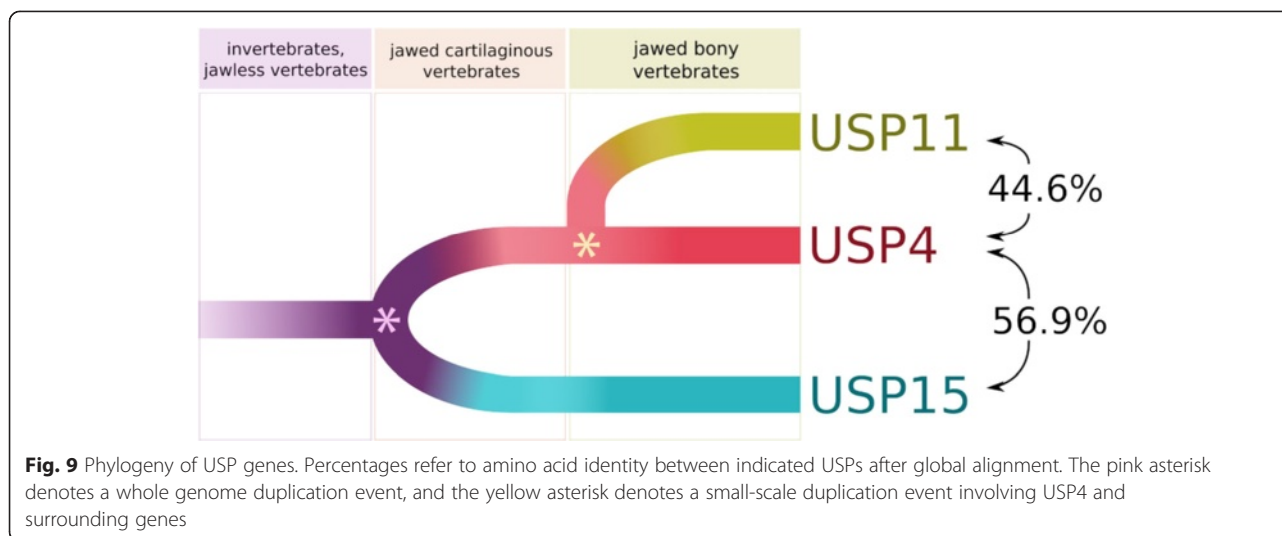 invertebrates,
jawless vertebrates
jawed cartilaginous
vertebrates
jawed bony
vertebrates
USP11
44.6%
*
USP4
56.9%
*
USP15
Fig. 9 Phylogeny of USP genes. Percentages refer to amino acid identity between indicated USPs after global alignment. The pink asterisk
denotes a whole genome duplication event, and the yellow asterisk denotes a small-scale duplication event involving USP4 and
surrounding genes